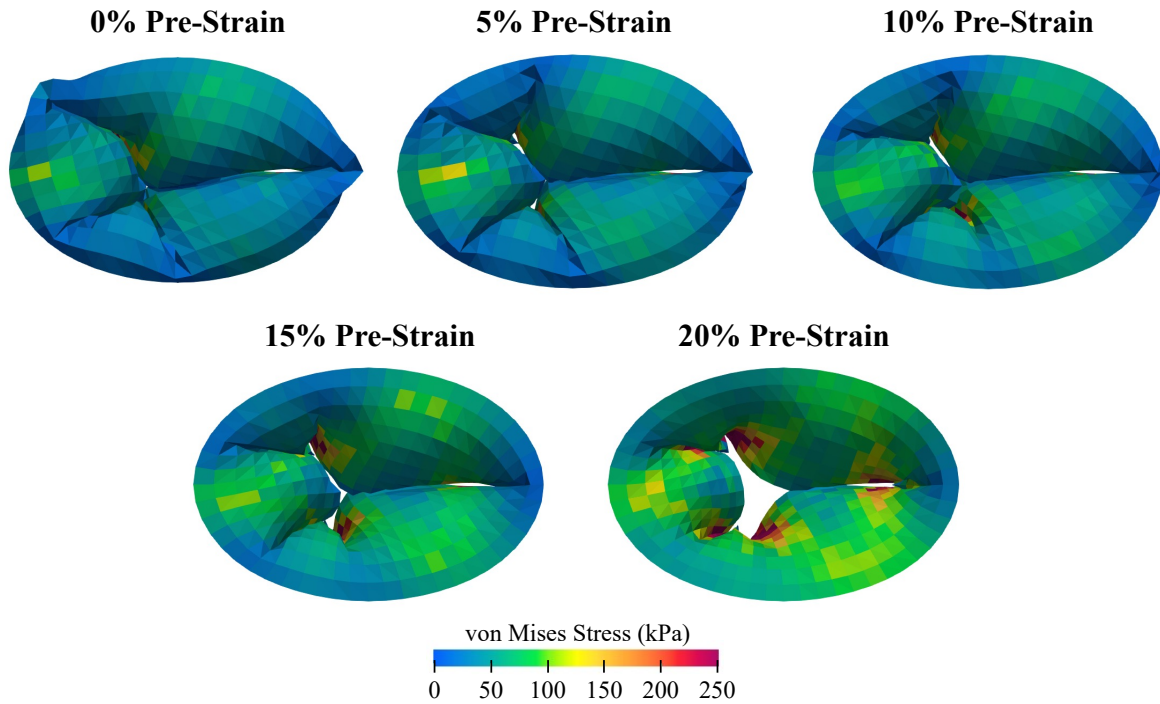 0% Pre-Strain
5% Pre-Strain
10% Pre-Strain
15% Pre-Strain
20% Pre-Strain
von Mises Stress (kPa)
0 50 100 150 200 250